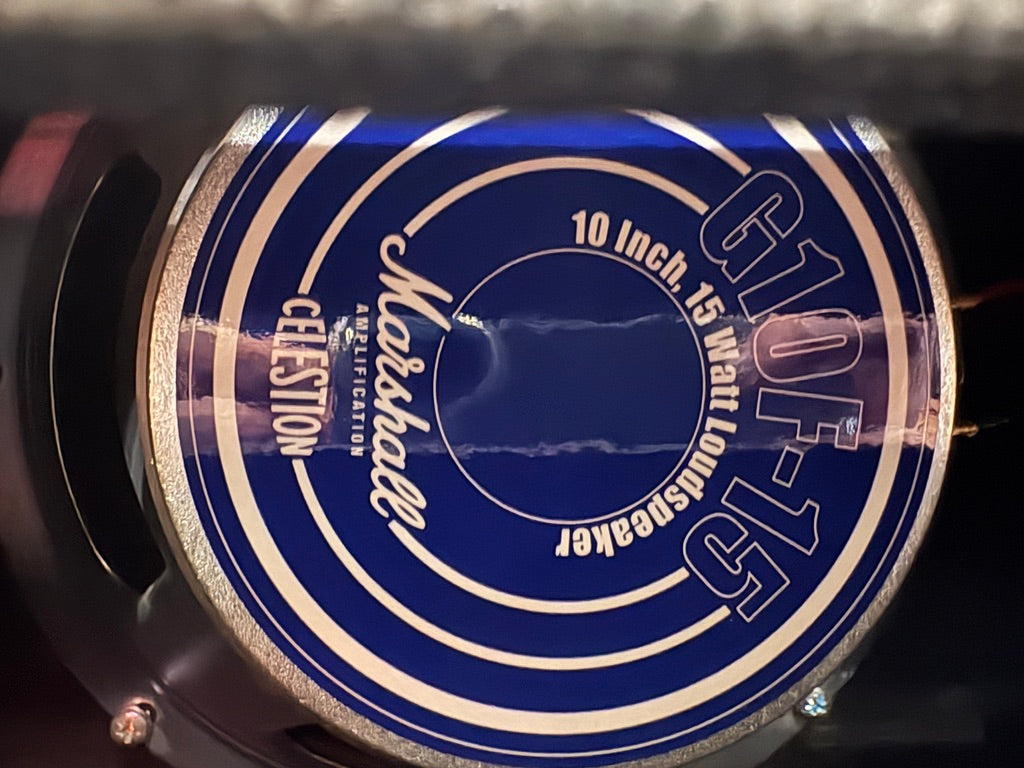 G10F-15
10 Inch, 15 Watt Loudspeaker
Marshall
AMPLIFICATION
CELESTION